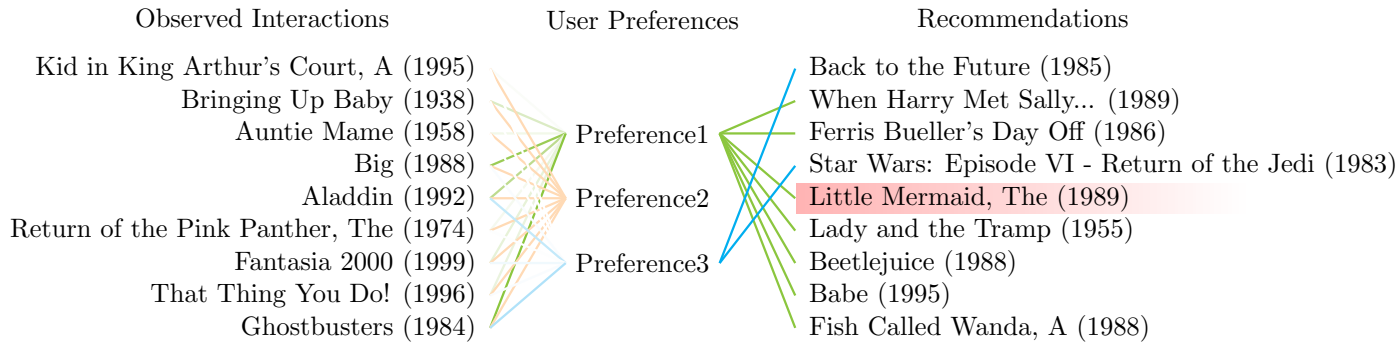 Observed Interactions
User Preferences
Recommendations
Kid in King Arthur's Court, A (1995)
Bringing Up Baby (1938)
Auntie Mame (1958)
Big (1988)
Aladdin (1992)
Return of the Pink Panther, The (1974)
Fantasia 2000 (1999)
That Thing You Do! (1996)
Ghostbusters (1984)
Preference1
Preference2
Preference3
Back to the Future (1985)
When Harry Met Sally... (1989)
Ferris Bueller's Day Off (1986)
Star Wars: Episode VI - Return of the Jedi (1983)
Little Mermaid, The (1989)
Lady and the Tramp (1955)
Beetlejuice (1988)
Babe (1995)
Fish Called Wanda, A (1988)